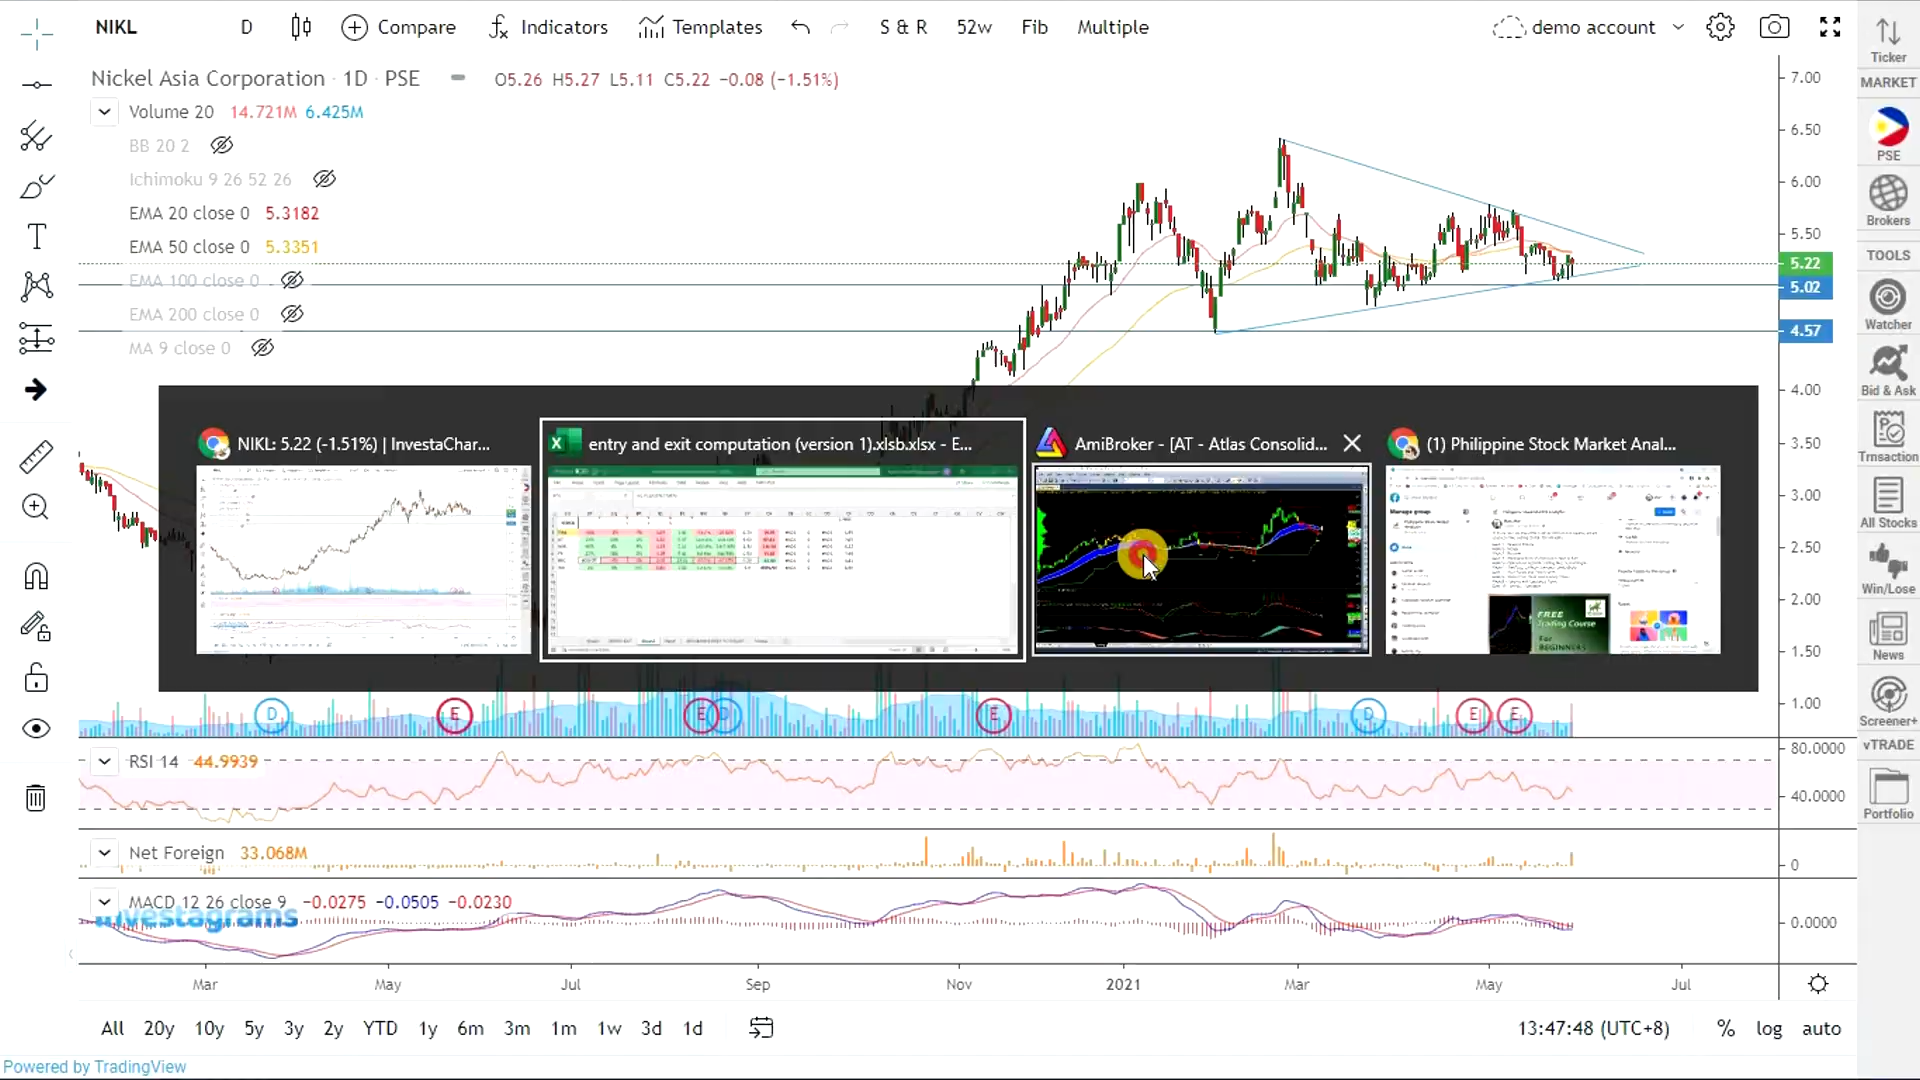 NIKL D Compare Indicators Templates S & R 52w Fib Multiple demo account
Ticker
Nickel Asia Corporation · 1D · PSE O5.26 H5.27 L5.11 C5.22 −0.08 (−1.51%)
7.00
MARKET
Volume 20 14.721M 6.425M
6.50
BB 20 2
PSE
Ichimoku 9 26 52 26
6.00
EMA 20 close 0 5.3182
Brokers
5.50
EMA 50 close 0 5.3351
TOOLS
5.22
EMA 100 close 0
5.02
EMA 200 close 0
Watcher
4.57
MA 9 close 0
4.00
Bid & Ask
NIKL: 5.22 (-1.51%) | InvestaChar...
entry and exit computation (version 1).xlsb.xlsx - E...
AmiBroker - [AT - Atlas Consolid...
(1) Philippine Stock Market Anal...
3.50
Trnsaction
3.00
All Stocks
2.50
Win/Lose
2.00
FREE
Trading Course
For
BEGINNERS
1.50
News
1.00
D E E D E D E E
Screener+
vTRADE
RSI 14 44.9939
80.0000
40.0000
Portfolio
Net Foreign 33.068M
0
MACD 12 26 close 9 −0.0275 −0.0505 −0.0230
investagrams
0.0000
Mar May Jul Sep Nov 2021 Mar May Jul
All 20y 10y 5y 3y 2y YTD 1y 6m 3m 1m 1w 3d 1d 13:47:48 (UTC+8) % log auto
Powered by TradingView